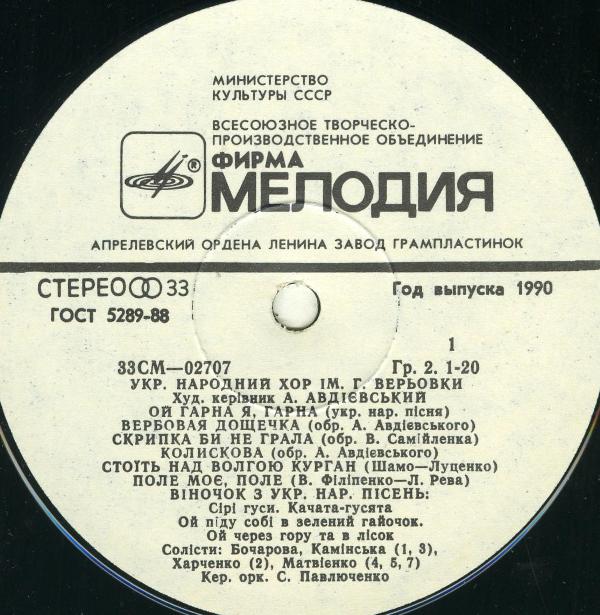 МИНИСТЕРСТВО
КУЛЬТУРЫ СССР
ВСЕСОЮЗНОЕ ТВОРЧЕСКО-
ПРОИЗВОДСТВЕННОЕ ОБЪЕДИНЕНИЕ
®
ФИРМА
МЕЛОДИЯ
АПРЕЛЕВСКИЙ ОРДЕНА ЛЕНИНА ЗАВОД ГРАМПЛАСТИНОК
СТЕРЕО 33
Год выпуска 1990
ГОСТ 5289-88
1
33СМ—02707
Гр. 2. 1-20
УКР. НАРОДНИЙ ХОР ІМ. Г. ВЕРЬОВКИ
Худ. керівник А. АВДІЄВСЬКИЙ
ОЙ ГАРНА Я, ГАРНА (укр. нар. пісня)
ВЕРБОВАЯ ДОЩЕЧКА (обр. А. Авдієвського)
СКРИПКА БИ НЕ ГРАЛА (обр. В. Самійленка)
КОЛИСКОВА (обр. А. Авдієвського)
СТОЇТЬ НАД ВОЛГОЮ КУРГАН (Шамо—Луценко)
ПОЛЕ МОЄ, ПОЛЕ (В. Філіпенко—Л. Рева)
ВІНОЧОК З УКР. НАР. ПІСЕНЬ:
Сірі гуси. Качата-гусята
Ой піду собі в зелений гайочок.
Ой через гору та в лісок
Солісти: Бочарова, Камінська (1, 3),
Харченко (2), Матвієнко (4, 5, 7)
Кер. орк. С. Павлюченко